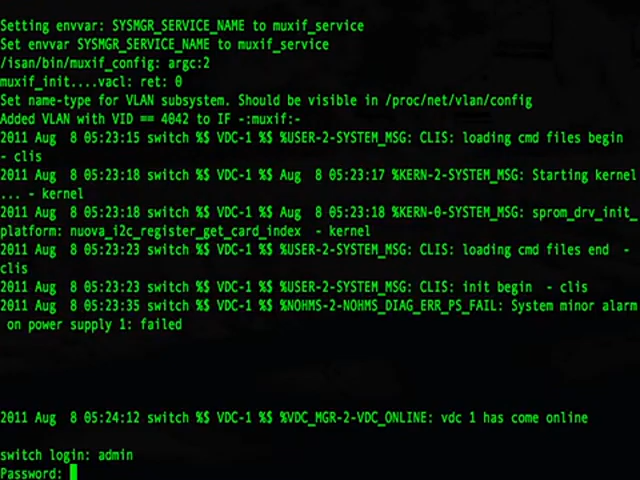 Setting envvar: SYSMGR_SERVICE_NAME to muxif_service
Set envvar SYSMGR_SERVICE_NAME to muxif_service
/isan/bin/muxif_config: argc:2
muxif_init....vacl: ret: 0
Set name-type for VLAN subsystem. Should be visible in /proc/net/vlan/config
Added VLAN with VID == 4042 to IF -:muxif:-
2011 Aug  8 05:23:15 switch %$ VDC-1 %$ %USER-2-SYSTEM_MSG: CLIS: loading cmd files begin
- clis
2011 Aug  8 05:23:18 switch %$ VDC-1 %$ Aug  8 05:23:17 %KERN-2-SYSTEM_MSG: Starting kernel
... - kernel
2011 Aug  8 05:23:18 switch %$ VDC-1 %$ Aug  8 05:23:18 %KERN-0-SYSTEM_MSG: sprom_drv_init_
platform: nuova_i2c_register_get_card_index  - kernel
2011 Aug  8 05:23:23 switch %$ VDC-1 %$ %USER-2-SYSTEM_MSG: CLIS: loading cmd files end  -
clis
2011 Aug  8 05:23:23 switch %$ VDC-1 %$ %USER-2-SYSTEM_MSG: CLIS: init begin  - clis
2011 Aug  8 05:23:35 switch %$ VDC-1 %$ %NOHMS-2-NOHMS_DIAG_ERR_PS_FAIL: System minor alarm
 on power supply 1: failed
2011 Aug  8 05:24:12 switch %$ VDC-1 %$ %VDC_MGR-2-VDC_ONLINE: vdc 1 has come online
switch login: admin
Password: